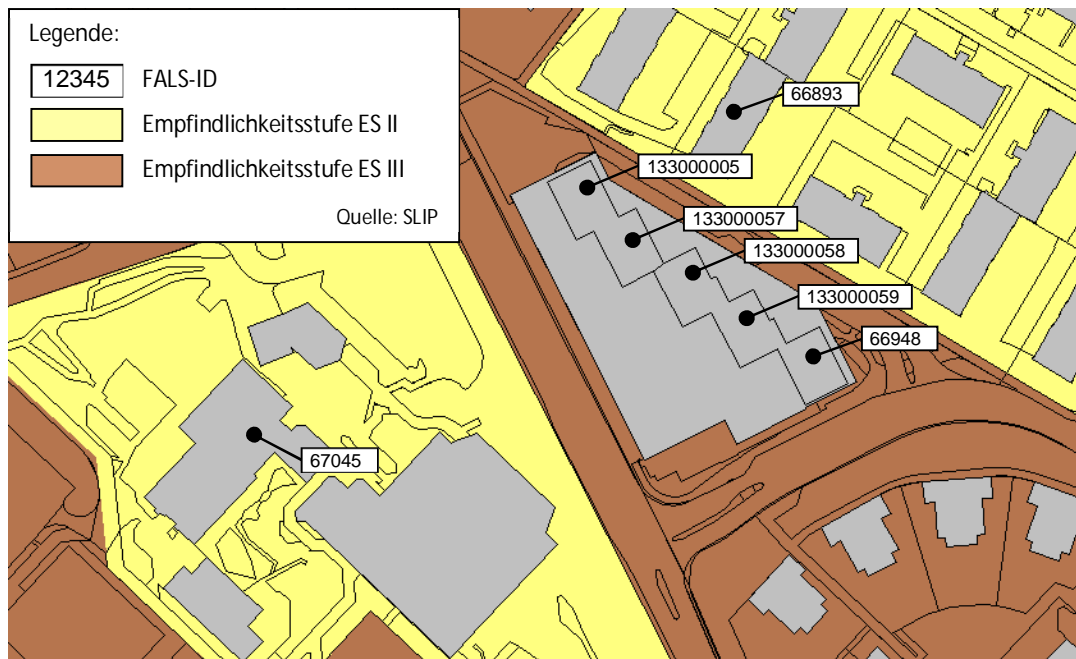 Legende:
12345 FALS-ID
Empfindlichkeitsstufe ES II
Empfindlichkeitsstufe ES III
Quelle: SLIP
66893
133000005
133000057
133000058
133000059
66948
67045